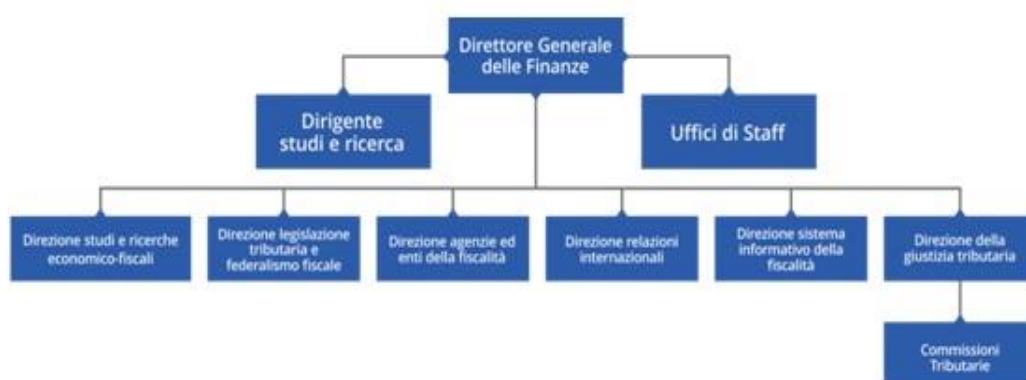 Direttore Generale
delle Finanze
Dirigente
studi e ricerca
Uffici di Staff
Direzione studi e ricerche
economico-fiscali
Direzione legislazione
tributaria e
federalismo fiscale
Direzione agenzie ed
enti della fiscalità
Direzione relazioni
internazionali
Direzione sistema
informativo della
fiscalità
Direzione della
giustizia tributaria
Commissioni
Tributarie